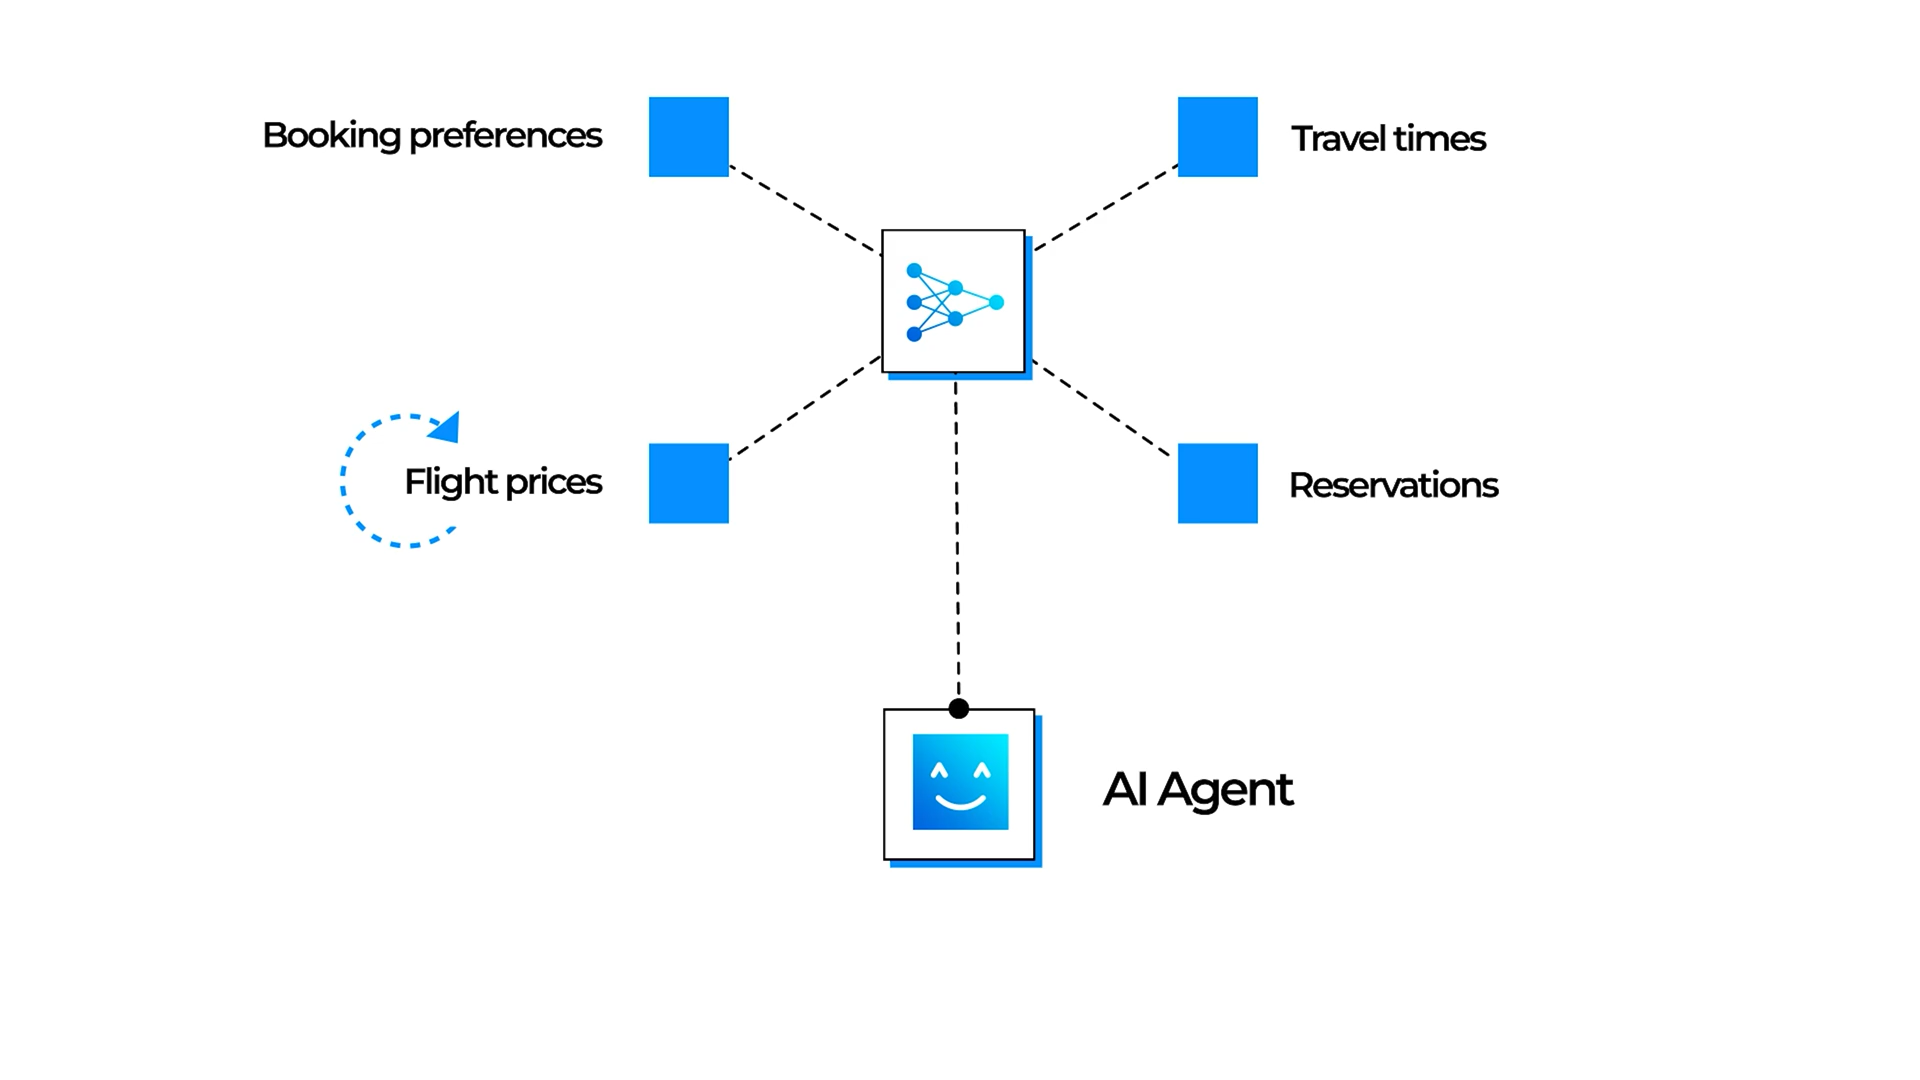 Booking preferences
Travel times
Flight prices
Reservations
AI Agent